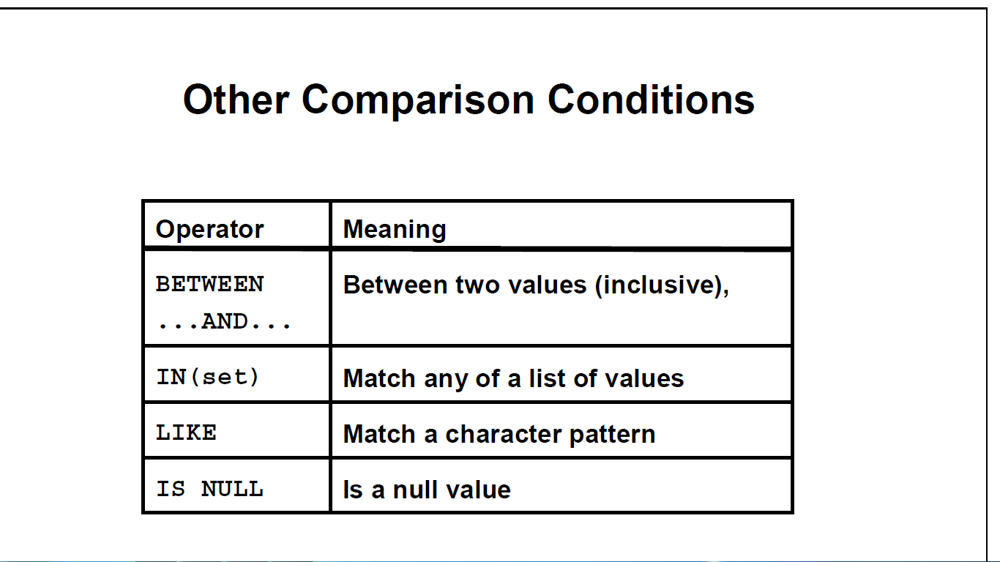 Other Comparison Conditions
Operator Meaning
BETWEEN Between two values (inclusive),
...AND...
IN(set) Match any of a list of values
LIKE Match a character pattern
IS NULL Is a null value